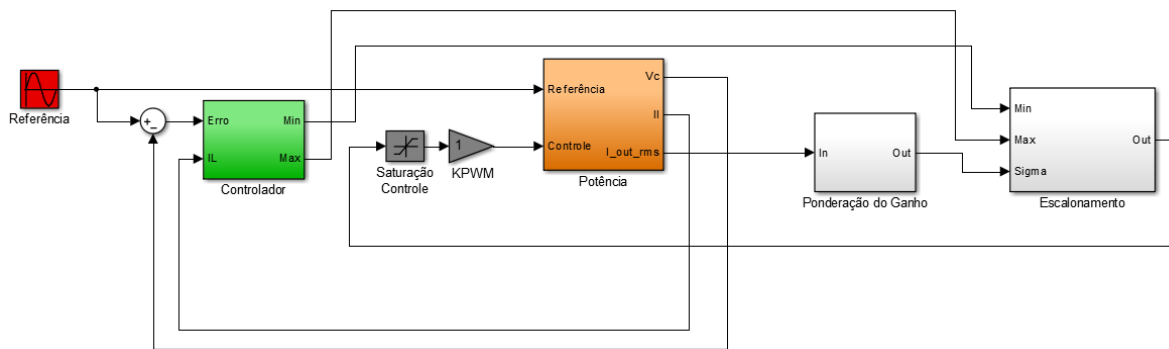 Referência
+
−
Erro
IL
Min
Max
Controlador
Saturação
Controle
1
KPWM
Referência
Controle
Vc
Il
I_out_rms
Potência
In
Out
Ponderação do Ganho
Min
Max
Sigma
Out
Escalonamento